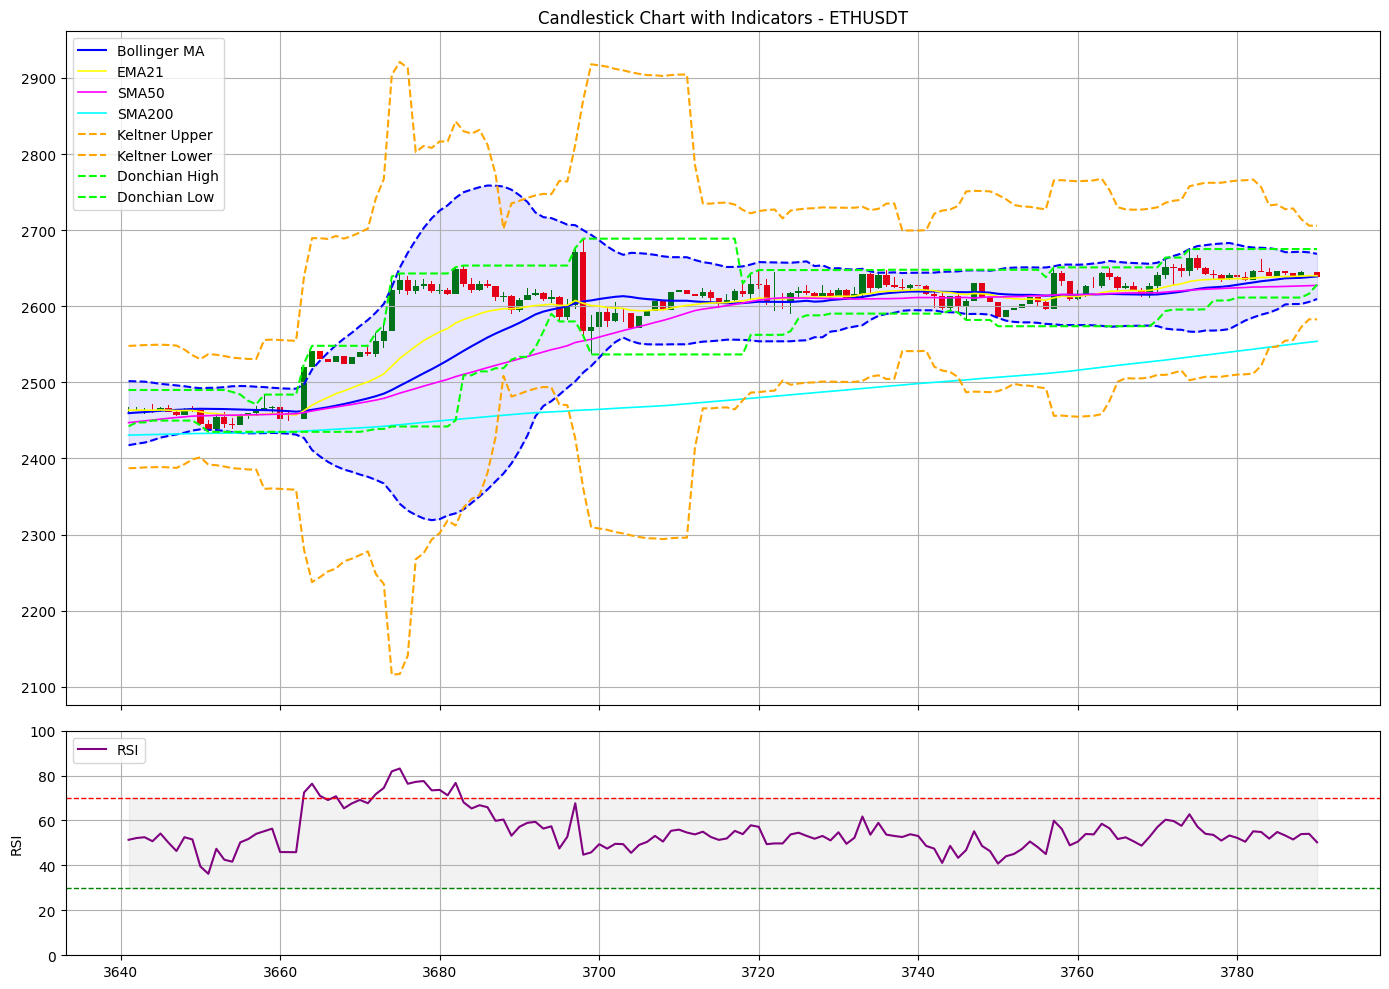 Candlestick Chart with Indicators - ETHUSDT
Bollinger MA
EMA21
SMA50
SMA200
Keltner Upper
Keltner Lower
Donchian High
Donchian Low
2900
2800
2700
2600
2500
2400
2300
2200
2100
RSI
100
80
60
40
20
0
RSI
3640 3660 3680 3700 3720 3740 3760 3780